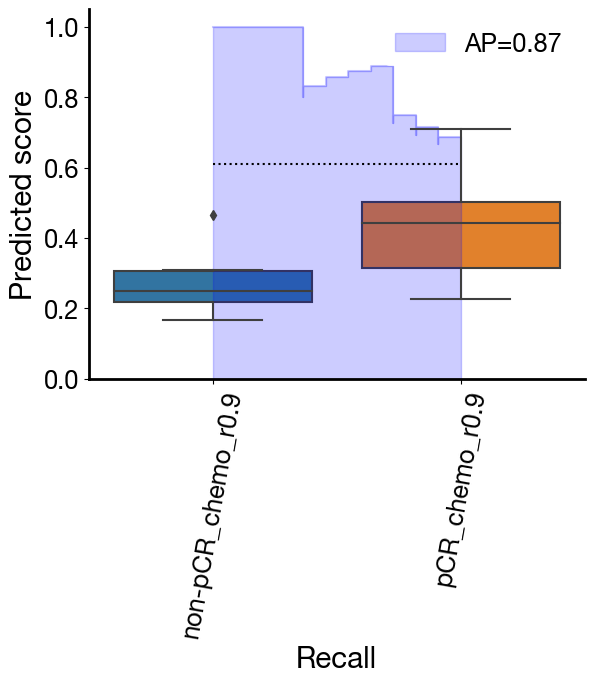 AP=0.87
Predicted score
1.0
0.8
0.6
0.4
0.2
0.0
non-pCR_chemo_r0.9
pCR_chemo_r0.9
Recall